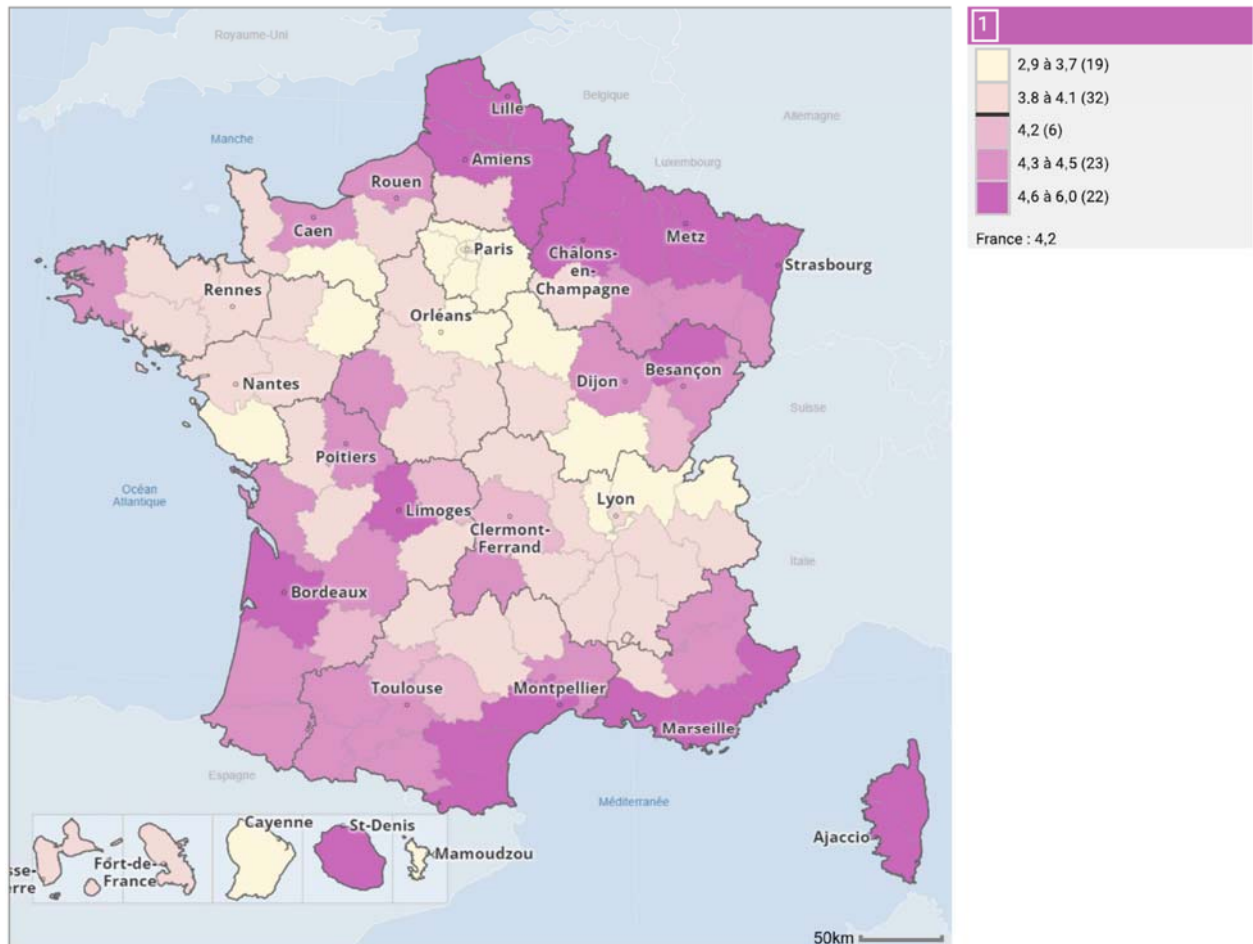 Royaume-Uni
Belgique
Allemagne
Manche
Luxembourg
Lille
Amiens
Rouen
Caen
Paris
Metz
Châlons-
en-
Champagne
Strasbourg
Rennes
Orléans
Nantes
Dijon
Besançon
Suisse
Poitiers
Océan
Atlantique
Limoges
Lyon
Clermont-
Ferrand
Italie
Bordeaux
Toulouse
Montpellier
Marseille
Espagne
Méditerranée
Ajaccio
sse-
erre
Fort-de-
France
Cayenne
St-Denis
Mamoudzou
50km
1
2,9 à 3,7 (19)
3.8 à 4.1 (32)
4,2 (6)
4,3 à 4,5 (23)
4,6 à 6,0 (22)
France : 4,2